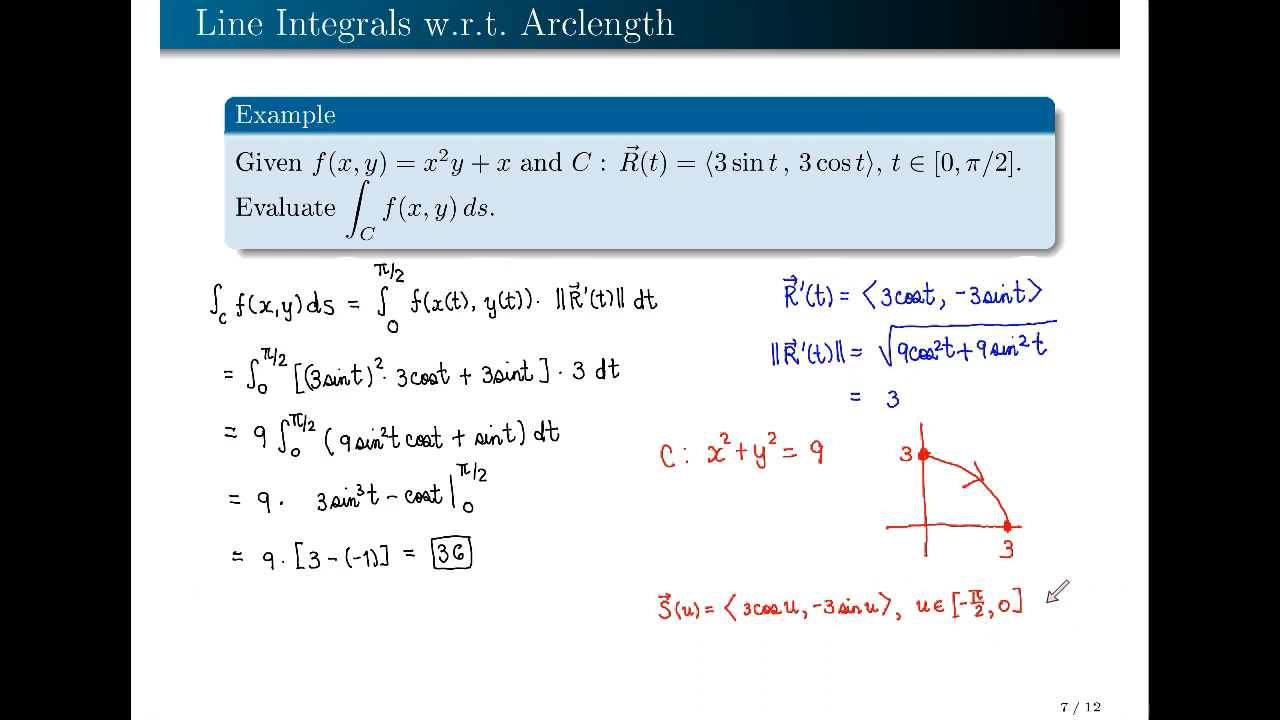 Line Integrals w.r.t. Arclength
Example
Given f(x, y) = x²y + x and C : R⃗(t) = ⟨3 sin t , 3 cos t⟩, t ∈ [0, π/2].
Evaluate ∫_C f(x, y) ds.
∫_C f(x,y) ds = ∫_0^{π/2} f(x(t), y(t)) · ||R⃗'(t)|| dt
= ∫_0^{π/2} [(3sint)² · 3cost + 3sint] · 3 dt
= 9 ∫_0^{π/2} (9sin²t cost + sint) dt
= 9 · 3sin³t − cost |_0^{π/2}
= 9 · [3 − (−1)] = 36
R⃗'(t) = ⟨3cost, −3sint⟩
||R⃗'(t)|| = √(9cos²t + 9sin²t)
= 3
C: x² + y² = 9
3
3
S⃗(u) = ⟨3cosu, −3sinu⟩, u ∈ [−π/2, 0]
7 / 12